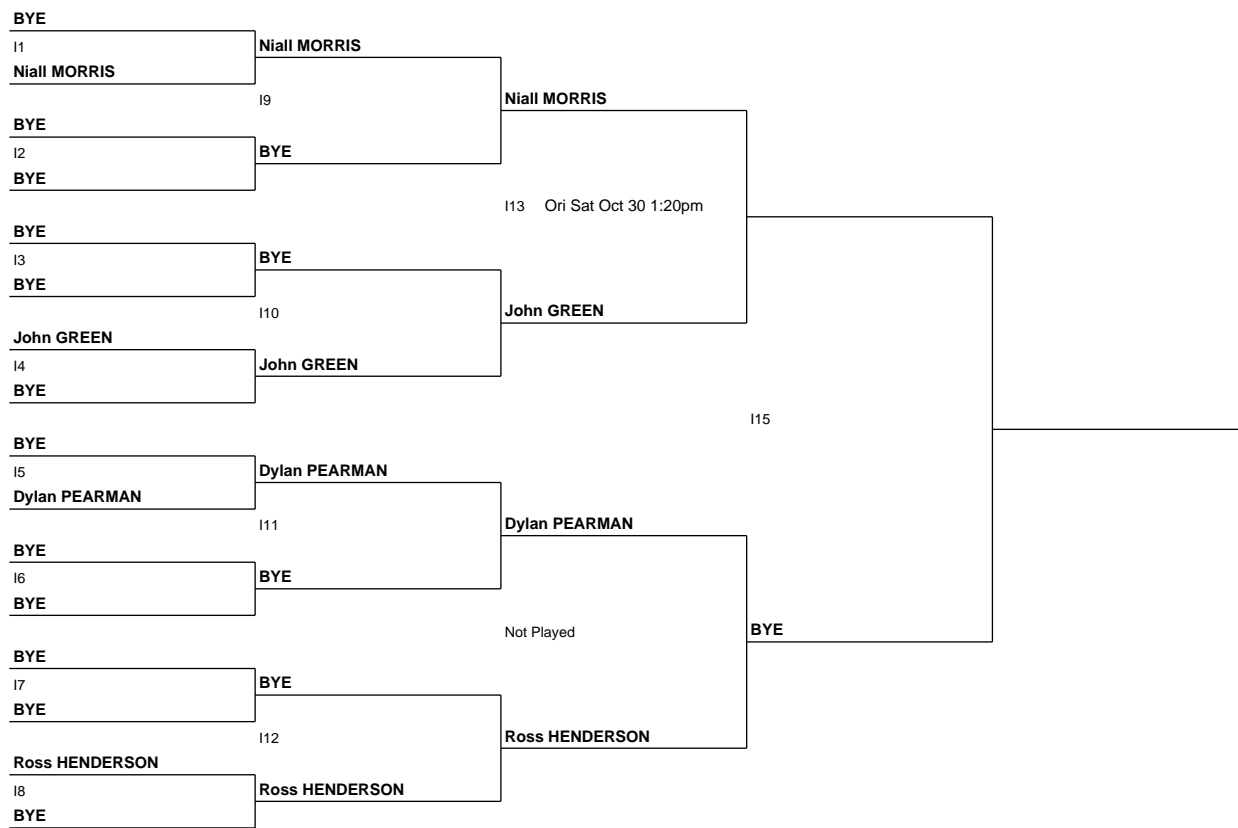 BYE
I1
Niall MORRIS
BYE
I2
BYE
BYE
I3
BYE
John GREEN
I4
BYE
BYE
I5
Dylan PEARMAN
BYE
I6
BYE
BYE
I7
BYE
Ross HENDERSON
I8
BYE
Niall MORRIS
I9
BYE
BYE
I10
John GREEN
Dylan PEARMAN
I11
BYE
BYE
I12
Ross HENDERSON
Niall MORRIS
I13 Ori Sat Oct 30 1:20pm
John GREEN
Dylan PEARMAN
Not Played
Ross HENDERSON
I15
BYE